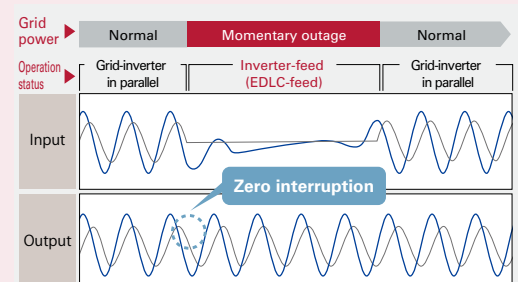 Grid
power
Normal
Momentary outage
Normal
Operation
status
Grid-inverter
in parallel
Inverter-feed
(EDLC-feed)
Grid-inverter
in parallel
Input
Zero interruption
Output